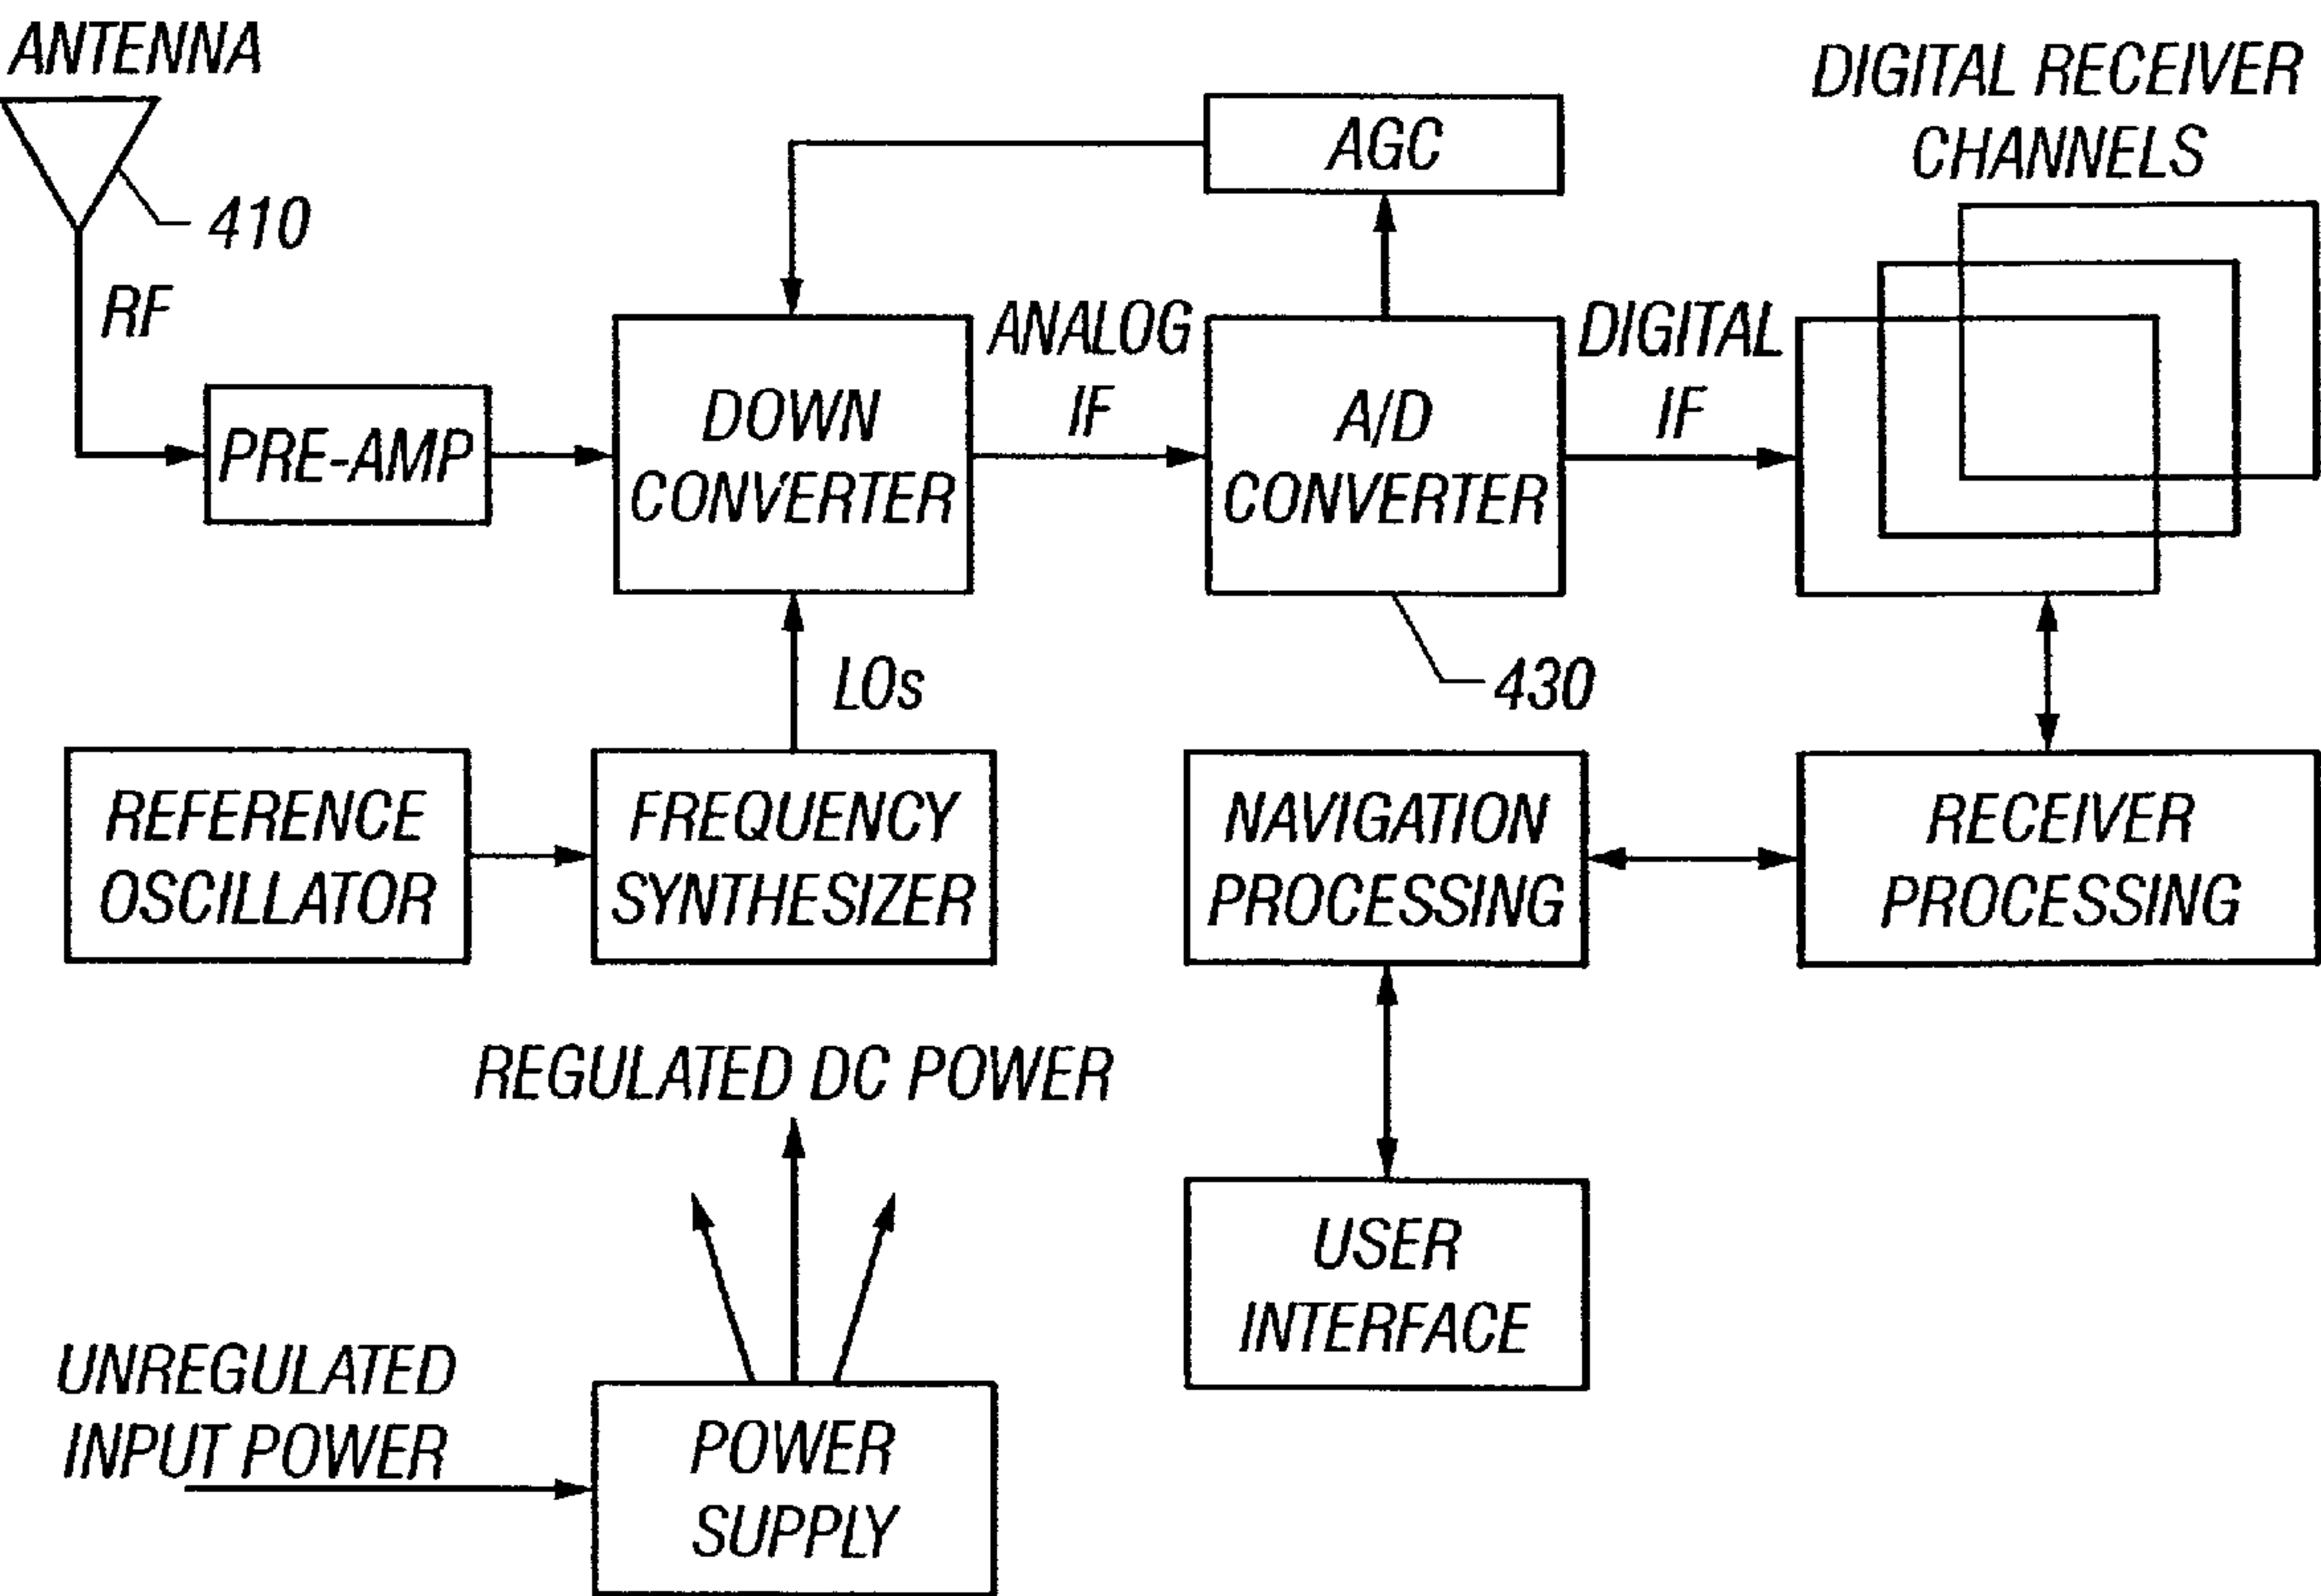 ANTENNA
DIGITAL RECEIVER
CHANNELS
AGC
410
RF
ANALOG
IF
DIGITAL
IF
PRE-AMP
DOWN
CONVERTER
A/D
CONVERTER
LOs
430
REFERENCE
OSCILLATOR
FREQUENCY
SYNTHESIZER
NAVIGATION
PROCESSING
RECEIVER
PROCESSING
REGULATED DC POWER
USER
INTERFACE
UNREGULATED
INPUT POWER
POWER
SUPPLY